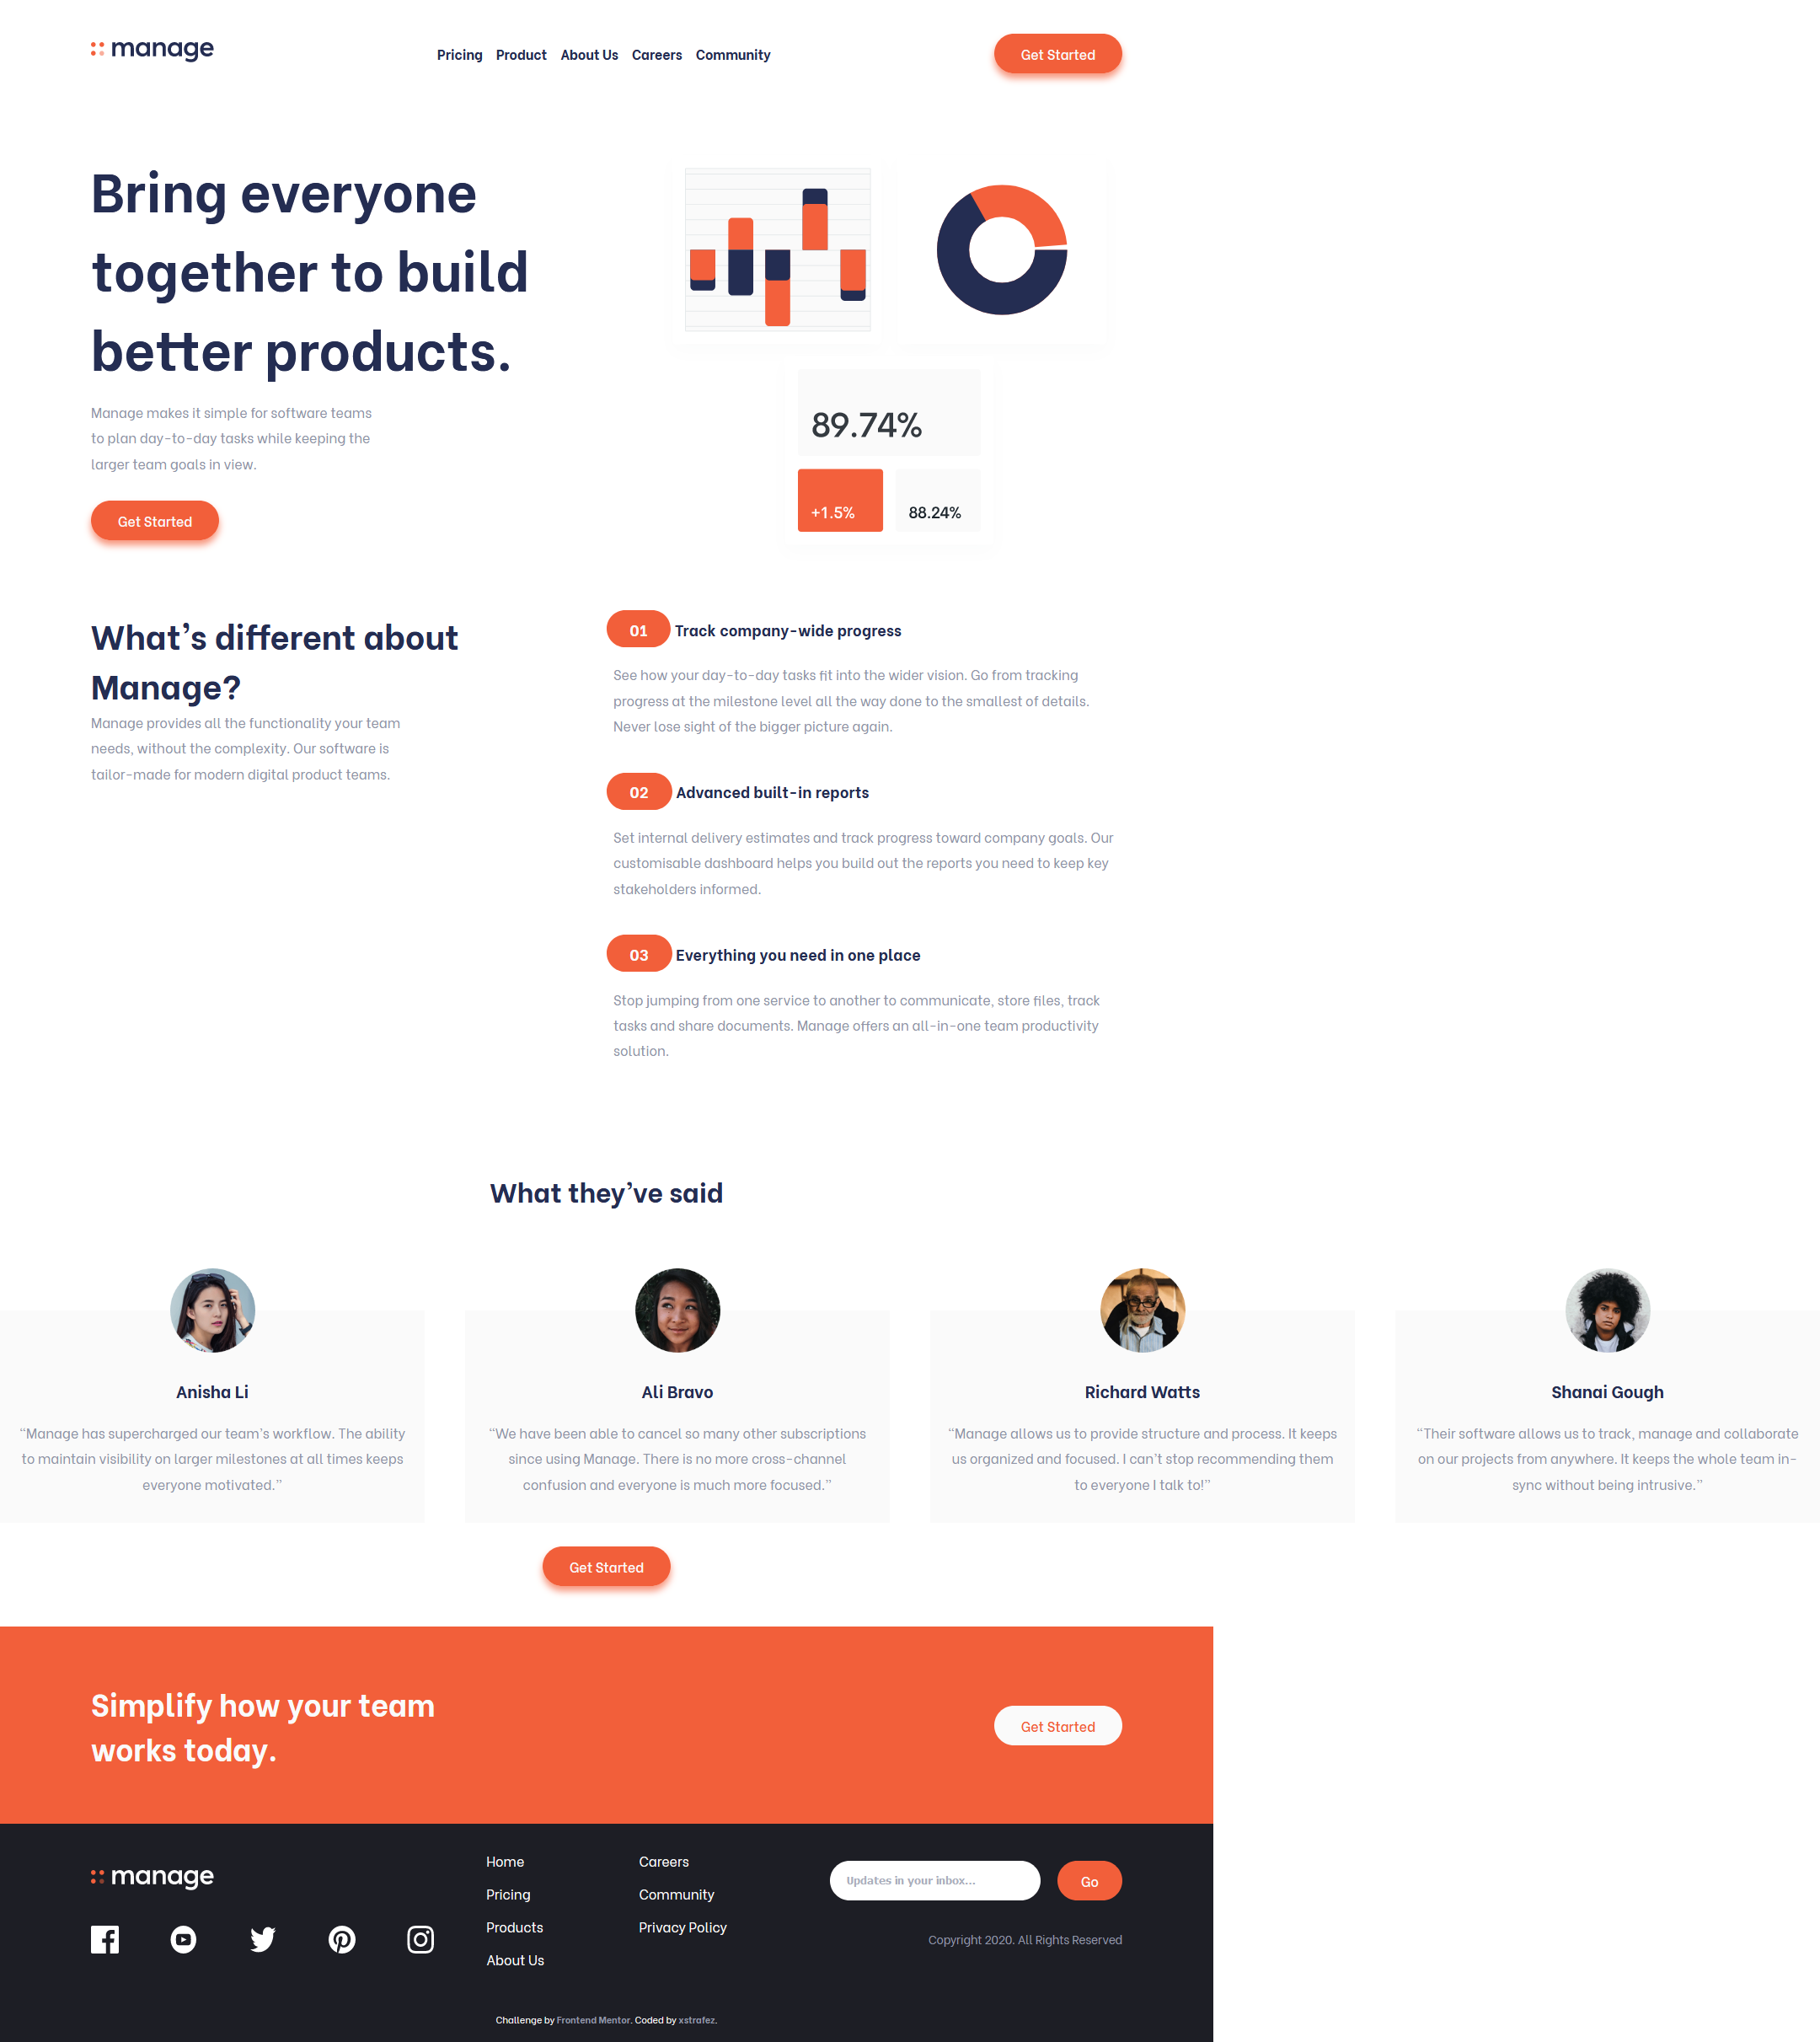 manage
Pricing Product About Us Careers Community
Get Started
Bring everyone
together to build
better products.
Manage makes it simple for software teams
to plan day-to-day tasks while keeping the
larger team goals in view.
Get Started
89.74%
+1.5%
88.24%
What’s different about
Manage?
Manage provides all the functionality your team
needs, without the complexity. Our software is
tailor-made for modern digital product teams.
01 Track company-wide progress
See how your day-to-day tasks fit into the wider vision. Go from tracking
progress at the milestone level all the way done to the smallest of details.
Never lose sight of the bigger picture again.
02 Advanced built-in reports
Set internal delivery estimates and track progress toward company goals. Our
customisable dashboard helps you build out the reports you need to keep key
stakeholders informed.
03 Everything you need in one place
Stop jumping from one service to another to communicate, store files, track
tasks and share documents. Manage offers an all-in-one team productivity
solution.
What they’ve said
Anisha Li
“Manage has supercharged our team’s workflow. The ability
to maintain visibility on larger milestones at all times keeps
everyone motivated.”
Ali Bravo
“We have been able to cancel so many other subscriptions
since using Manage. There is no more cross-channel
confusion and everyone is much more focused.”
Richard Watts
“Manage allows us to provide structure and process. It keeps
us organized and focused. I can’t stop recommending them
to everyone I talk to!”
Shanai Gough
“Their software allows us to track, manage and collaborate
on our projects from anywhere. It keeps the whole team in-
sync without being intrusive.”
Get Started
Simplify how your team
works today.
Get Started
manage
Home
Pricing
Products
About Us
Careers
Community
Privacy Policy
Updates in your inbox...
Go
Copyright 2020. All Rights Reserved
Challenge by Frontend Mentor. Coded by xstrafez.